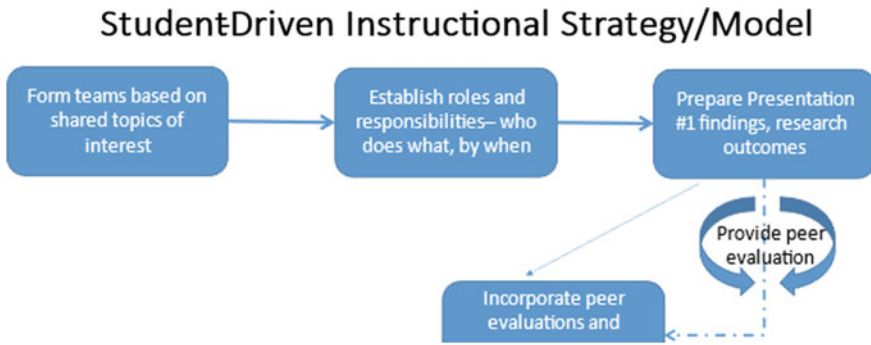 StudentDriven Instructional Strategy/Model
Form teams based on
shared topics of
interest
Establish roles and
responsibilities– who
does what, by when
Prepare Presentation
#1 findings, research
outcomes
Provide peer
evaluation
Incorporate peer
evaluations and